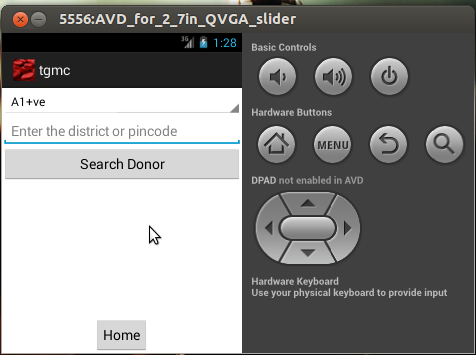 5556:AVD_for_2_7in_QVGA_slider
3G 1:28
tgmc
A1+ve
Enter the district or pincode
Search Donor
Home
Basic Controls
Hardware Buttons
MENU
DPAD not enabled in AVD
Hardware Keyboard
Use your physical keyboard to provide input